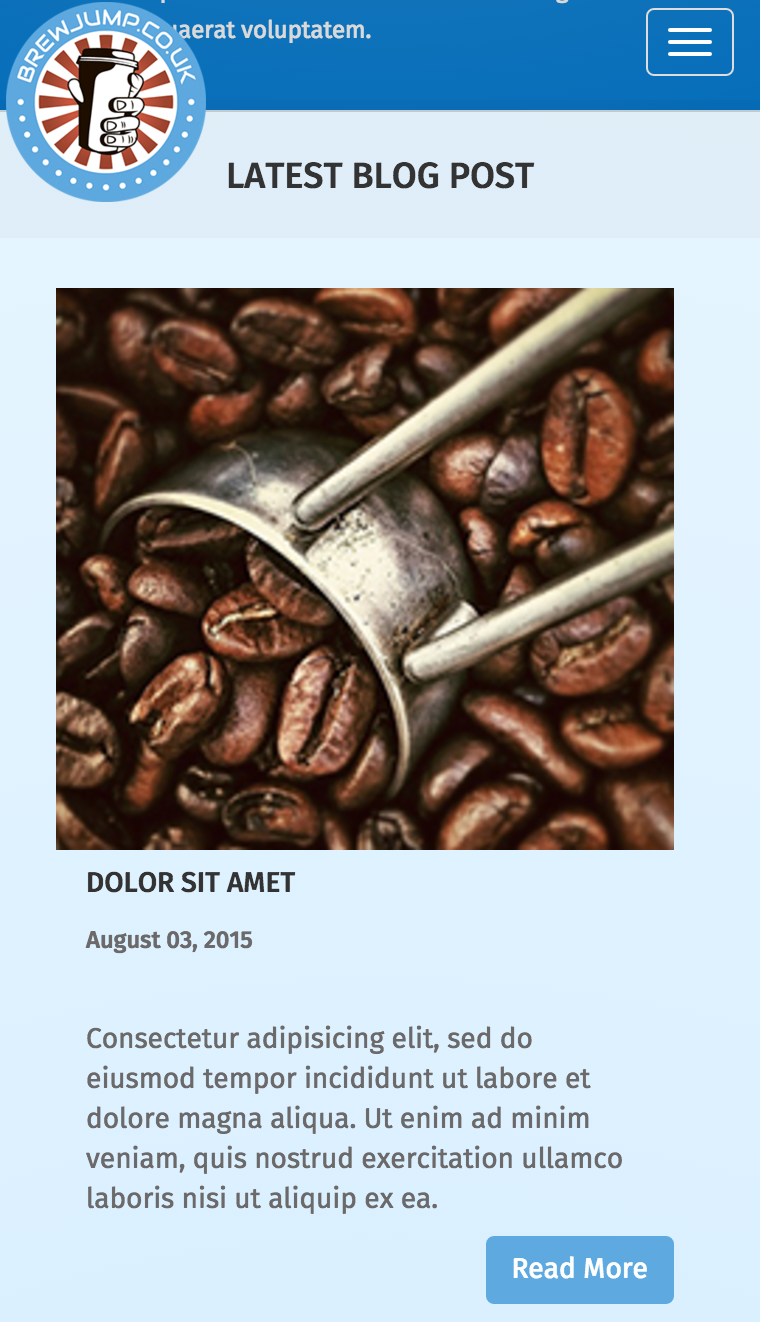 BREWJUMP.CO.UK
voluptatem.
LATEST BLOG POST
DOLOR SIT AMET
August 03, 2015
Consectetur adipisicing elit, sed do
eiusmod tempor incididunt ut labore et
dolore magna aliqua. Ut enim ad minim
veniam, quis nostrud exercitation ullamco
laboris nisi ut aliquip ex ea.
Read More